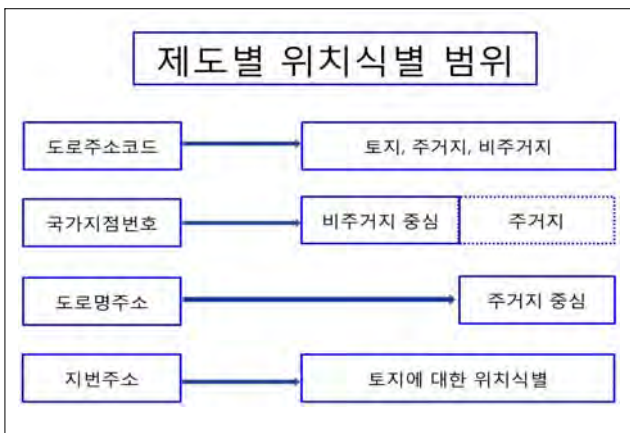 제도별 위치식별 범위
도로주소코드
토지, 주거지, 비주거지
국가지점번호
비주거지 중심
주거지
도로명주소
주거지 중심
지번주소
토지에 대한 위치식별